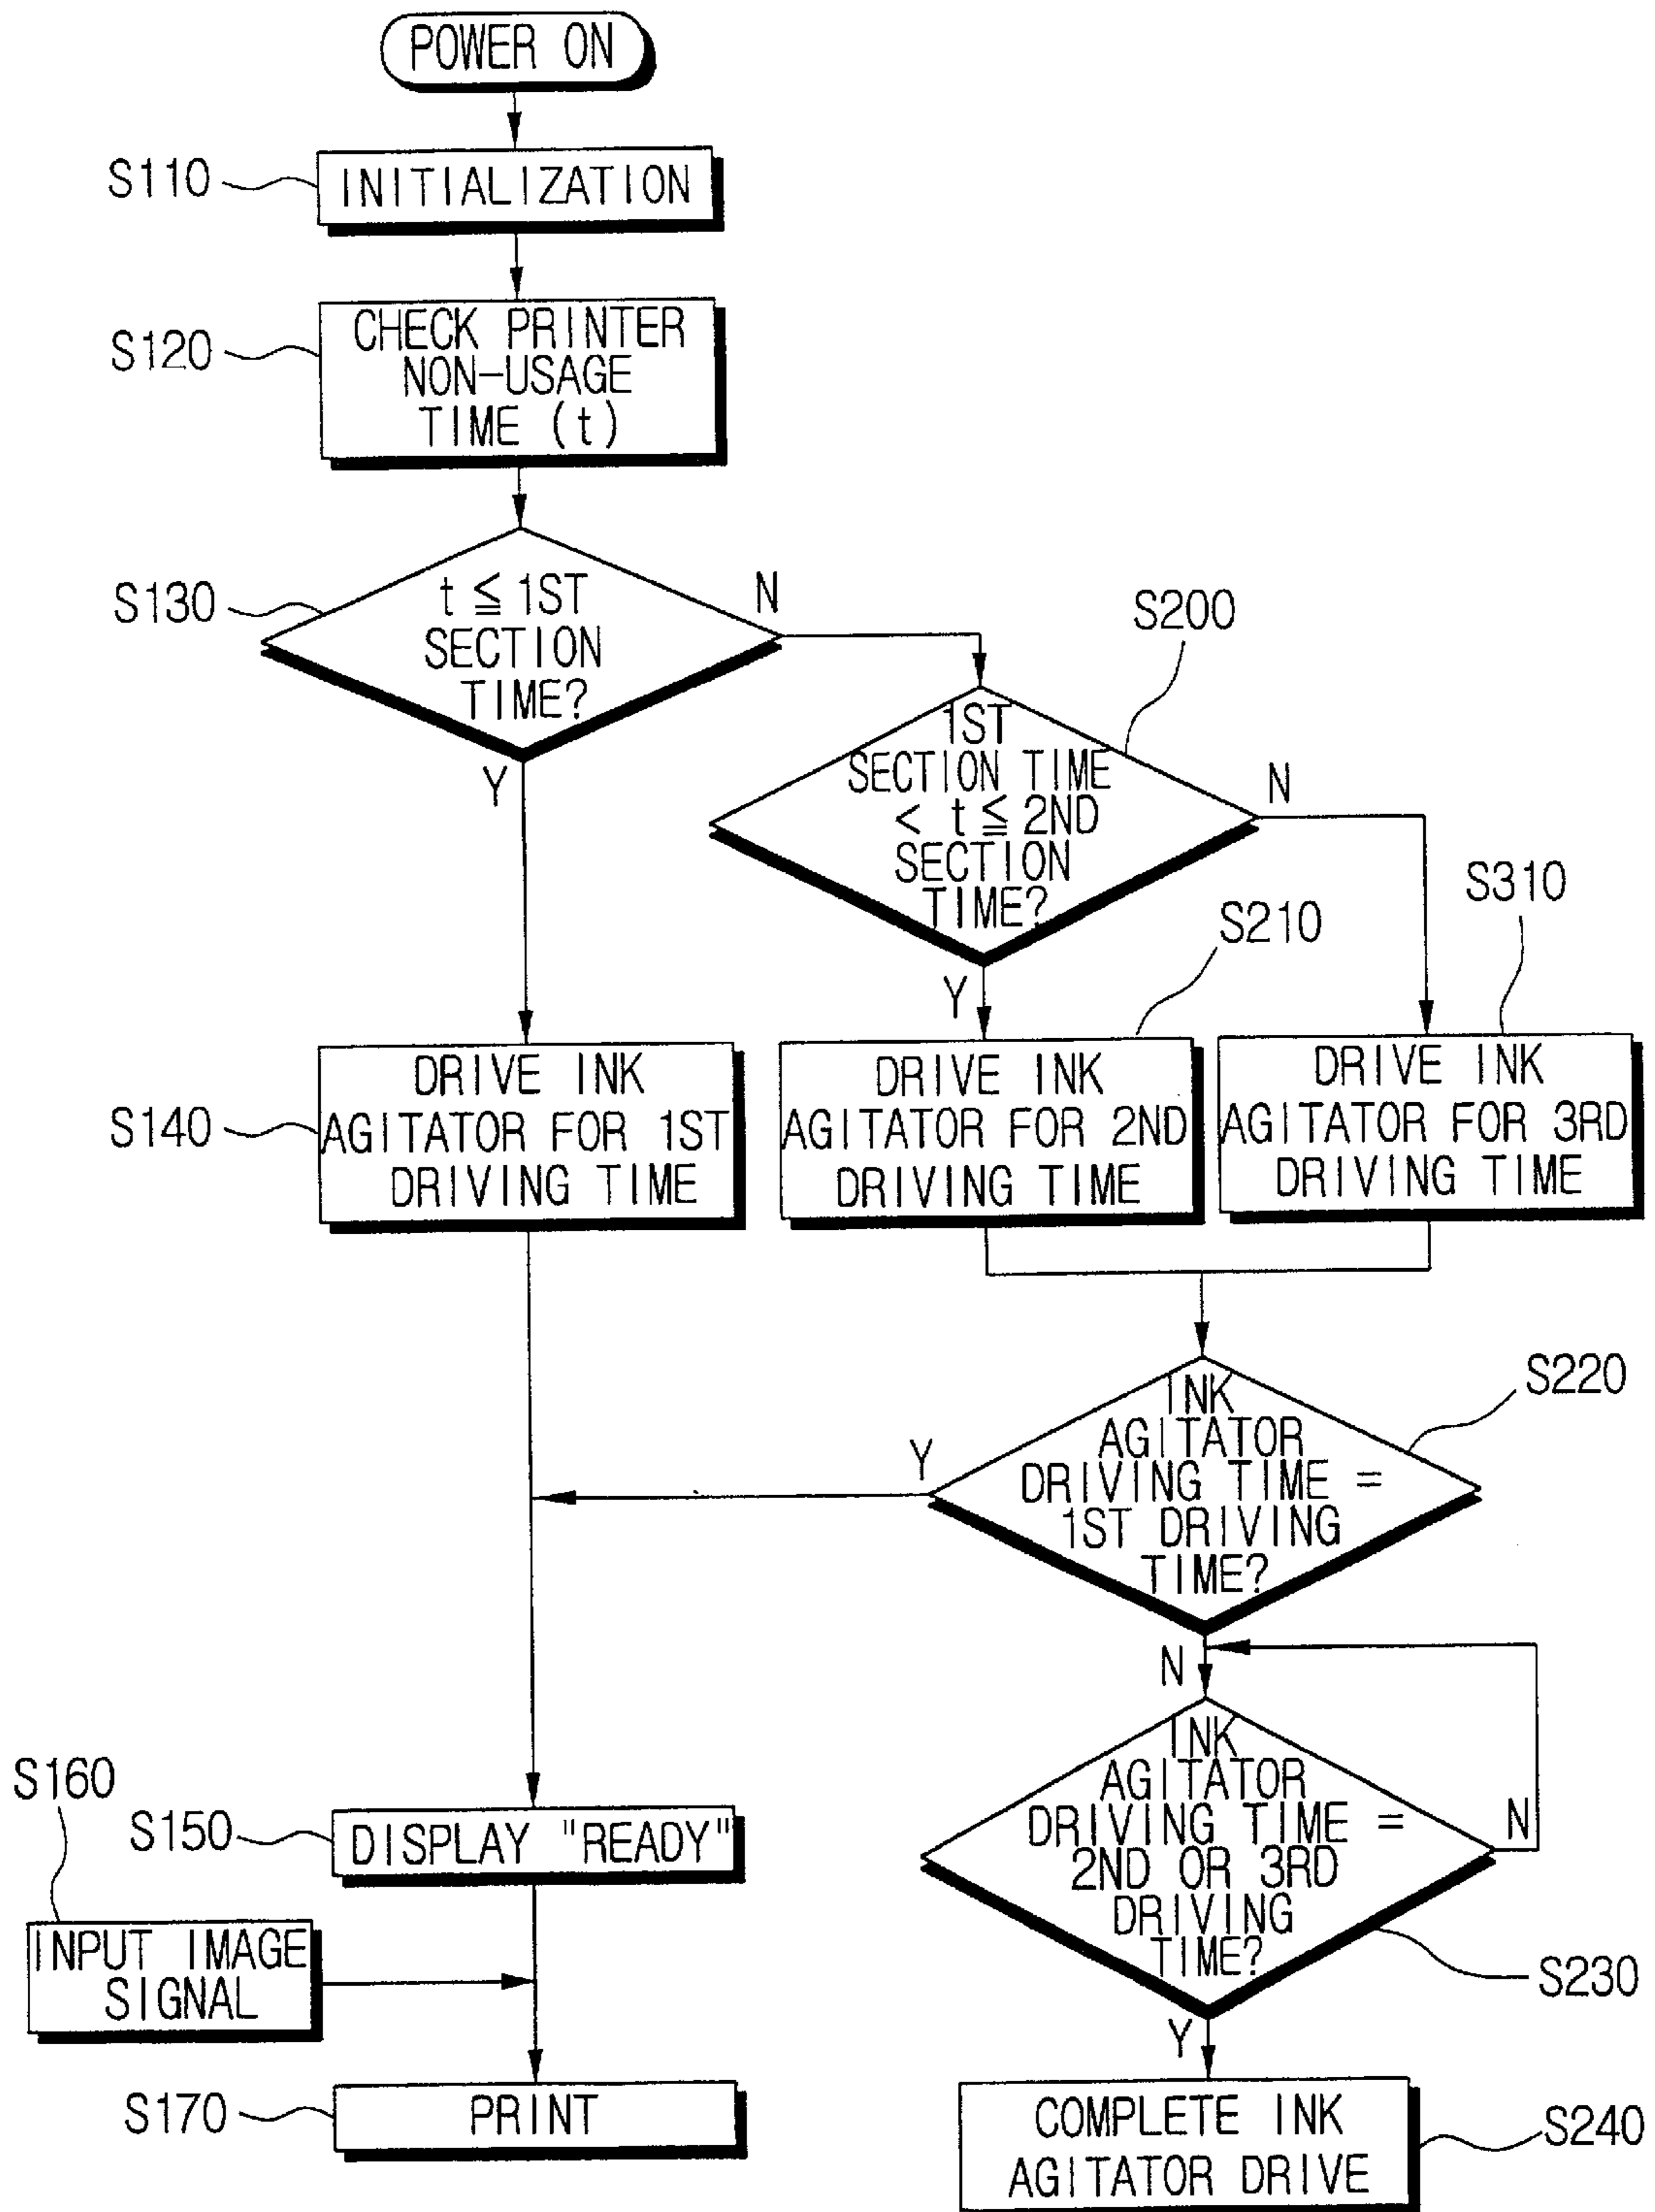 POWER ON
S110
INITIALIZATION
S120
CHECK PRINTER
NON-USAGE
TIME (t)
S130
t ≦ 1ST
SECTION
TIME?
N
Y
S200
1ST
SECTION TIME
< t ≦ 2ND
SECTION
TIME?
N
Y
S140
DRIVE INK
AGITATOR FOR 1ST
DRIVING TIME
S210
DRIVE INK
AGITATOR FOR 2ND
DRIVING TIME
S310
DRIVE INK
AGITATOR FOR 3RD
DRIVING TIME
S220
INK
AGITATOR
DRIVING TIME =
1ST DRIVING
TIME?
Y
N
INK
AGITATOR
DRIVING TIME =
2ND OR 3RD
DRIVING
TIME?
N
S230
Y
S150
DISPLAY "READY"
S160
INPUT IMAGE
SIGNAL
S170
PRINT
COMPLETE INK
AGITATOR DRIVE
S240